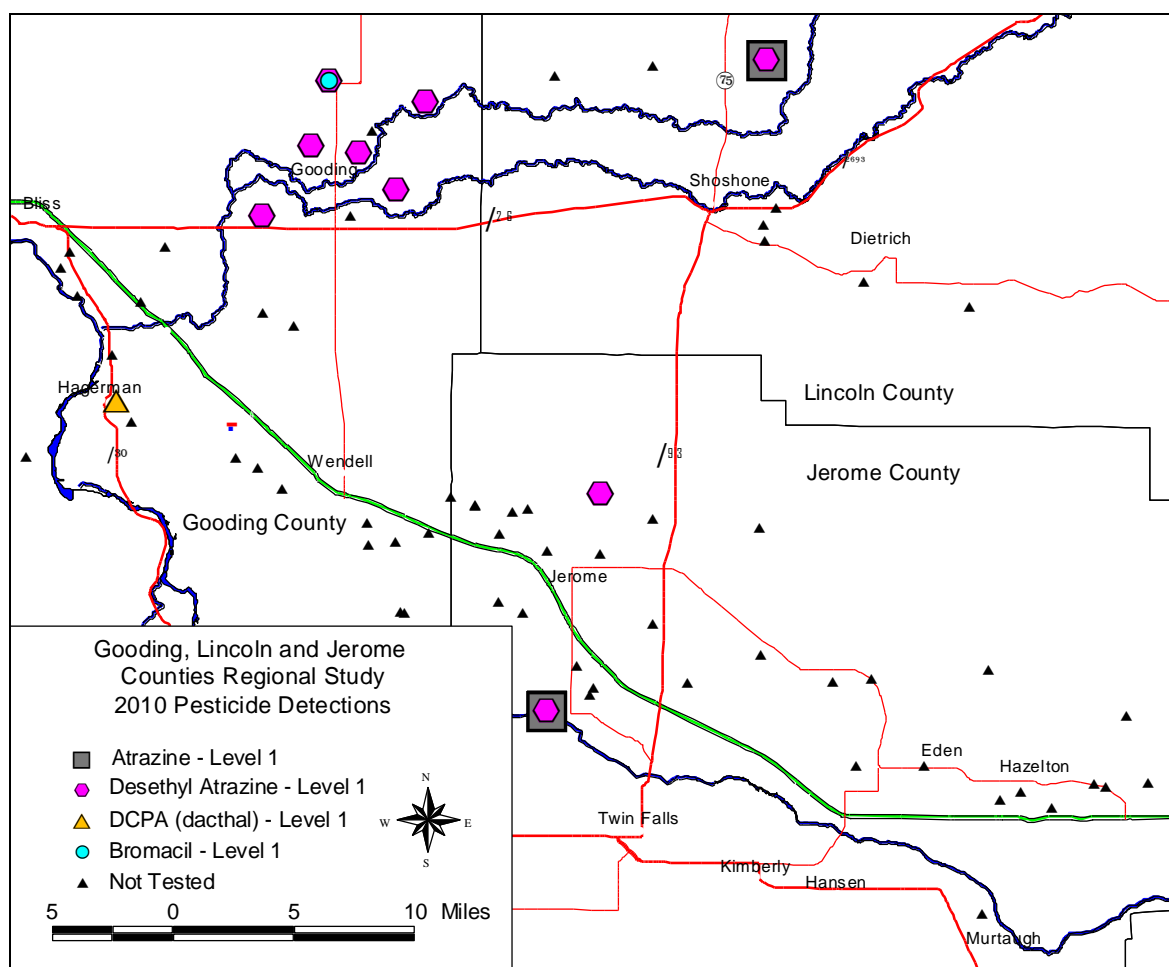 75
Gooding
2693
Shoshone
Bliss
26
Dietrich
Hagerman
Lincoln County
30
93
Wendell
Jerome County
Gooding County
Jerome
Gooding, Lincoln and Jerome
Counties Regional Study
2010 Pesticide Detections
Atrazine - Level 1
Desethyl Atrazine - Level 1
DCPA (dacthal) - Level 1
Bromacil - Level 1
Not Tested
N
W
E
S
5 0 5 10 Miles
Eden
Hazelton
Twin Falls
Kimberly
Hansen
Murtaugh